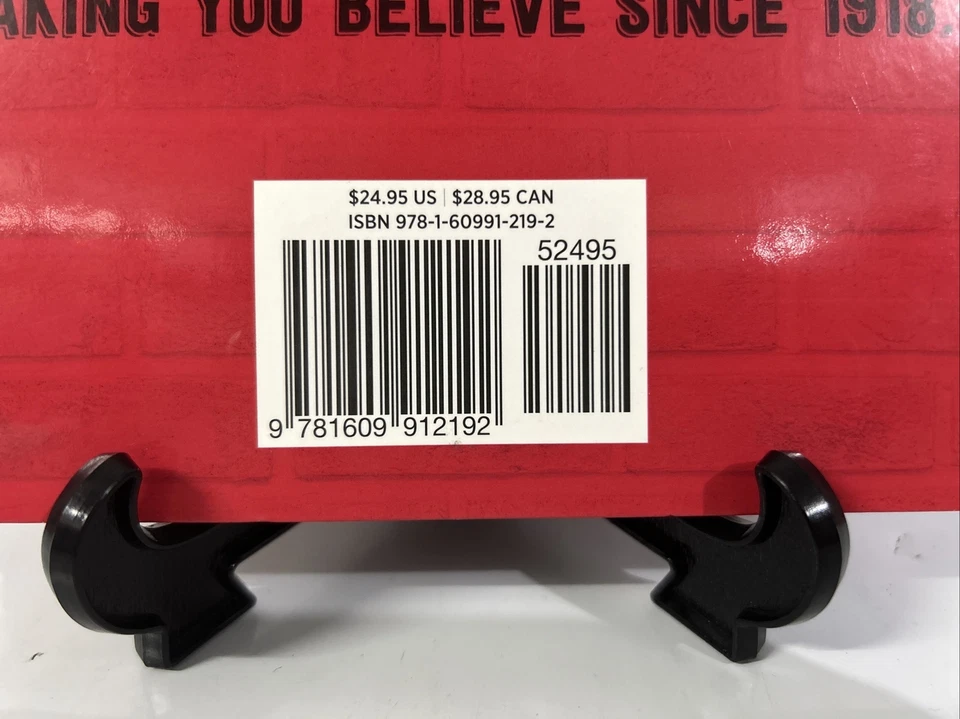 AKING YOU BELIEVE SINCE 1918.
$24.95 US | $28.95 CAN
ISBN 978-1-60991-219-2
52495
9 781609 912192